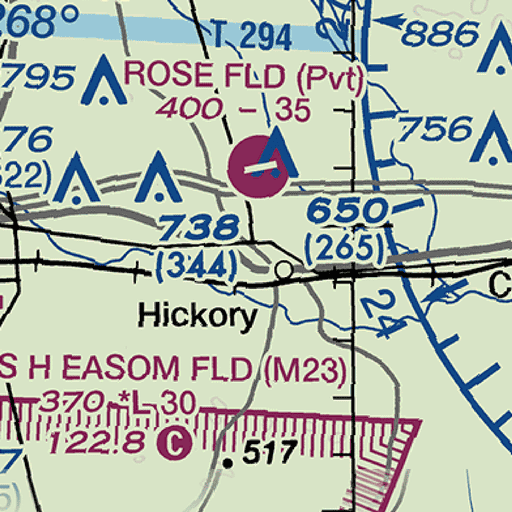 268°
T 294
886
795
ROSE FLD (Pvt)
400 - 35
756
76
738
(344)
650
(265)
Hickory
24
C
S H EASOM FLD (M23)
370 *L 30
122.8 C
517